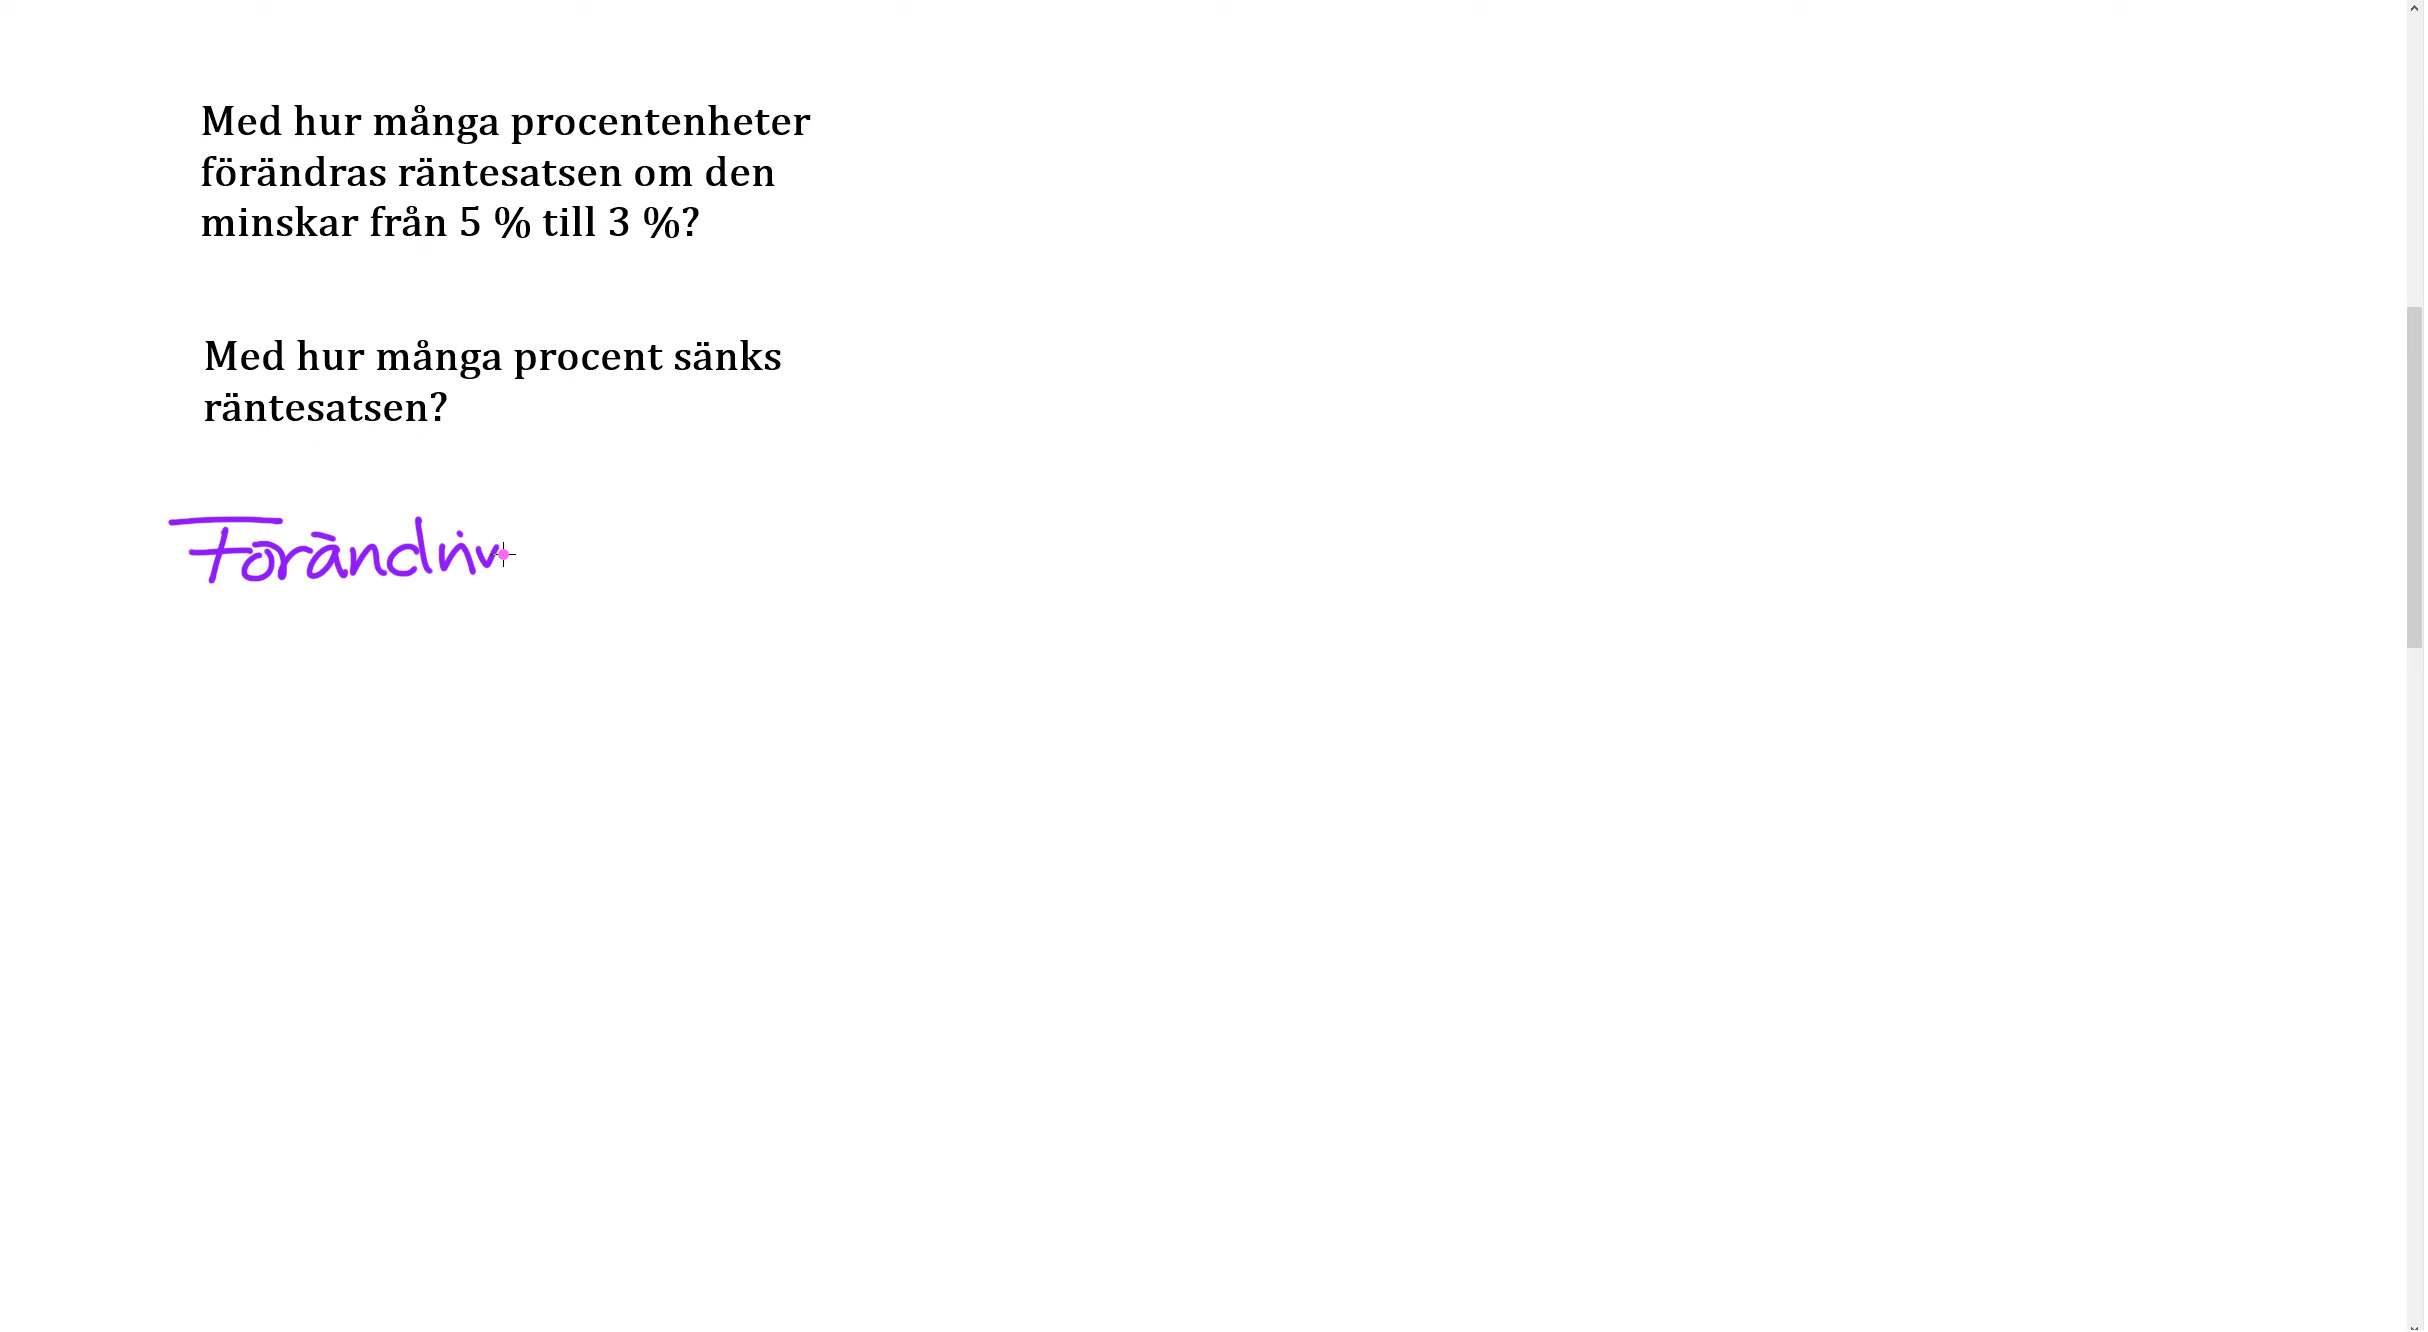 Med hur många procentenheter
förändras räntesatsen om den
minskar från 5 % till 3 %?
Med hur många procent sänks
räntesatsen?
Förändrin